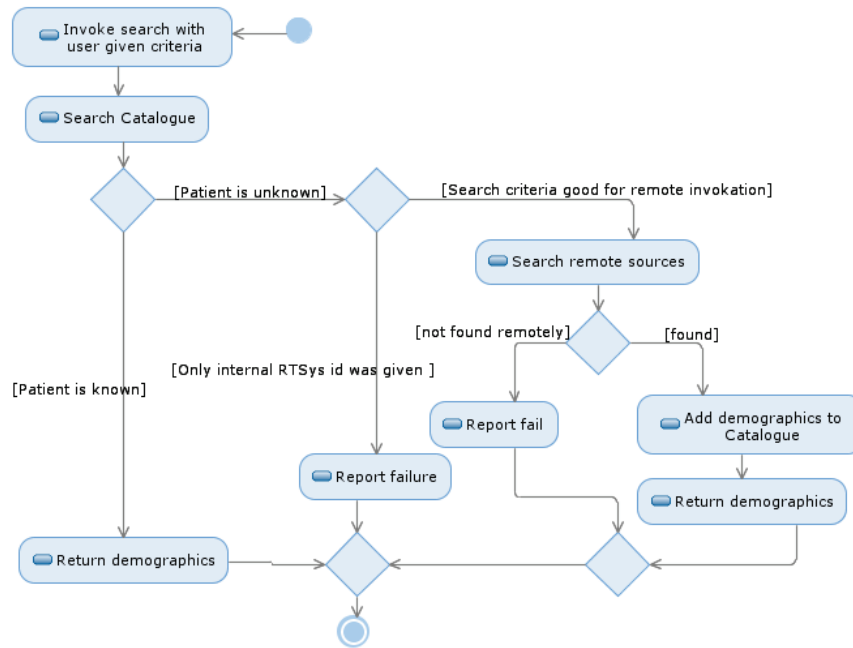 Invoke search with
user given criteria
Search Catalogue
[Patient is unknown]
[Search criteria good for remote invokation]
Search remote sources
[not found remotely]
[found]
[Only internal RTSys id was given ]
[Patient is known]
Report fail
Add demographics to
Catalogue
Report failure
Return demographics
Return demographics